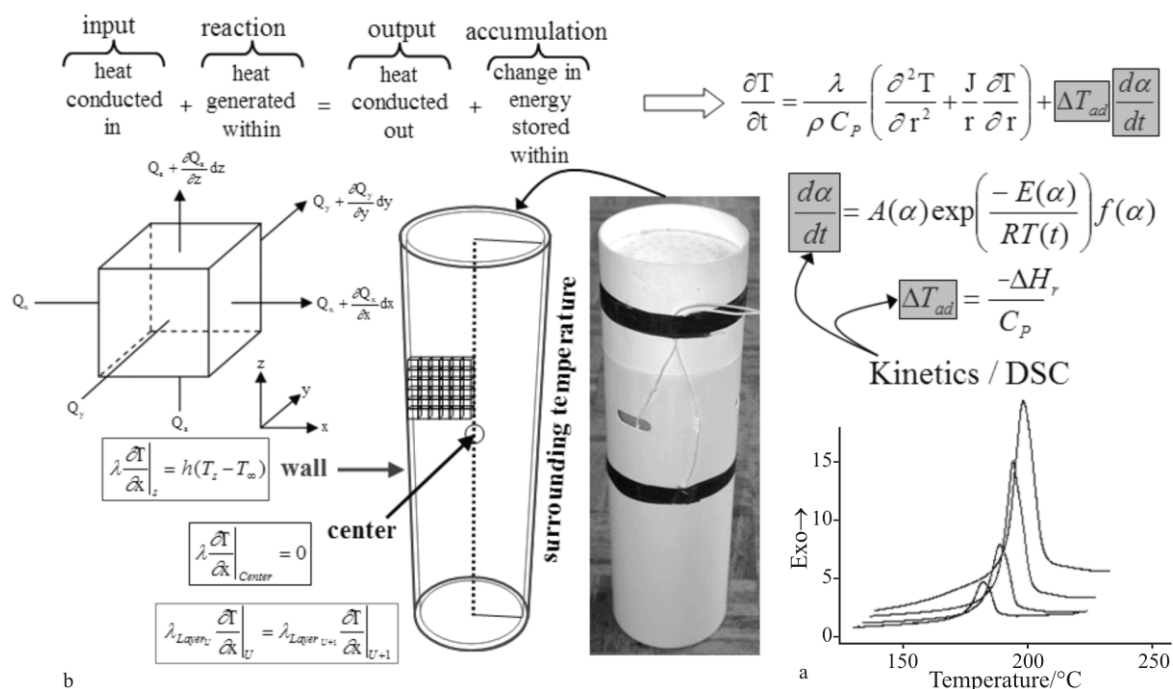 input reaction output accumulation
heat conducted in + heat generated within = heat conducted out + change in energy stored within
∂T/∂t = λ/(ρ C_P) (∂²T/∂r² + J/r ∂T/∂r) + ΔT_ad dα/dt
dα/dt = A(α) exp(-E(α)/RT(t)) f(α)
ΔT_ad = -ΔH_r/C_P
Kinetics / DSC
Q_z + ∂Q_z/∂z dz
Q_y + ∂Q_y/∂y dy
Q_x
Q_x + ∂Q_x/∂x dx
Q_y
Q_z
z
y
x
λ ∂T/∂x |_s = h(T_s – T_∞)
wall
center
λ ∂T/∂x |_Center = 0
λ_Layer_U ∂T/∂x |_U = λ_Layer_U+1 ∂T/∂x |_U+1
surrounding temperature
Exo→
15
10
5
0
150 200 250
Temperature/°C
b
a